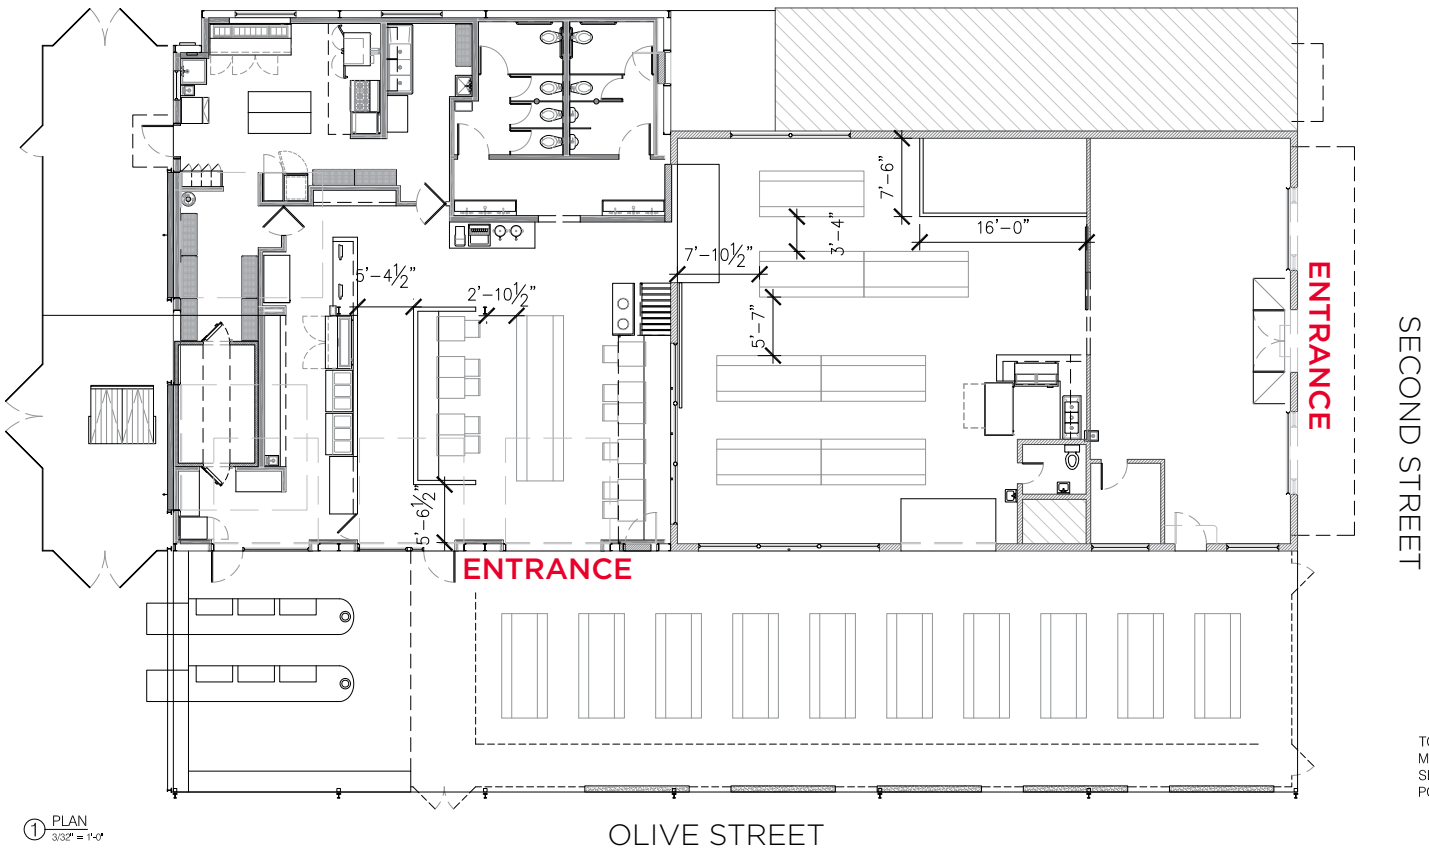 7'-6"
16'-0"
3'-4"
7'-10½"
5'-4½"
2'-10½"
5'-7"
ENTRANCE
SECOND STREET
5'-6½"
ENTRANCE
1 PLAN
3/32" = 1'-0"
OLIVE STREET